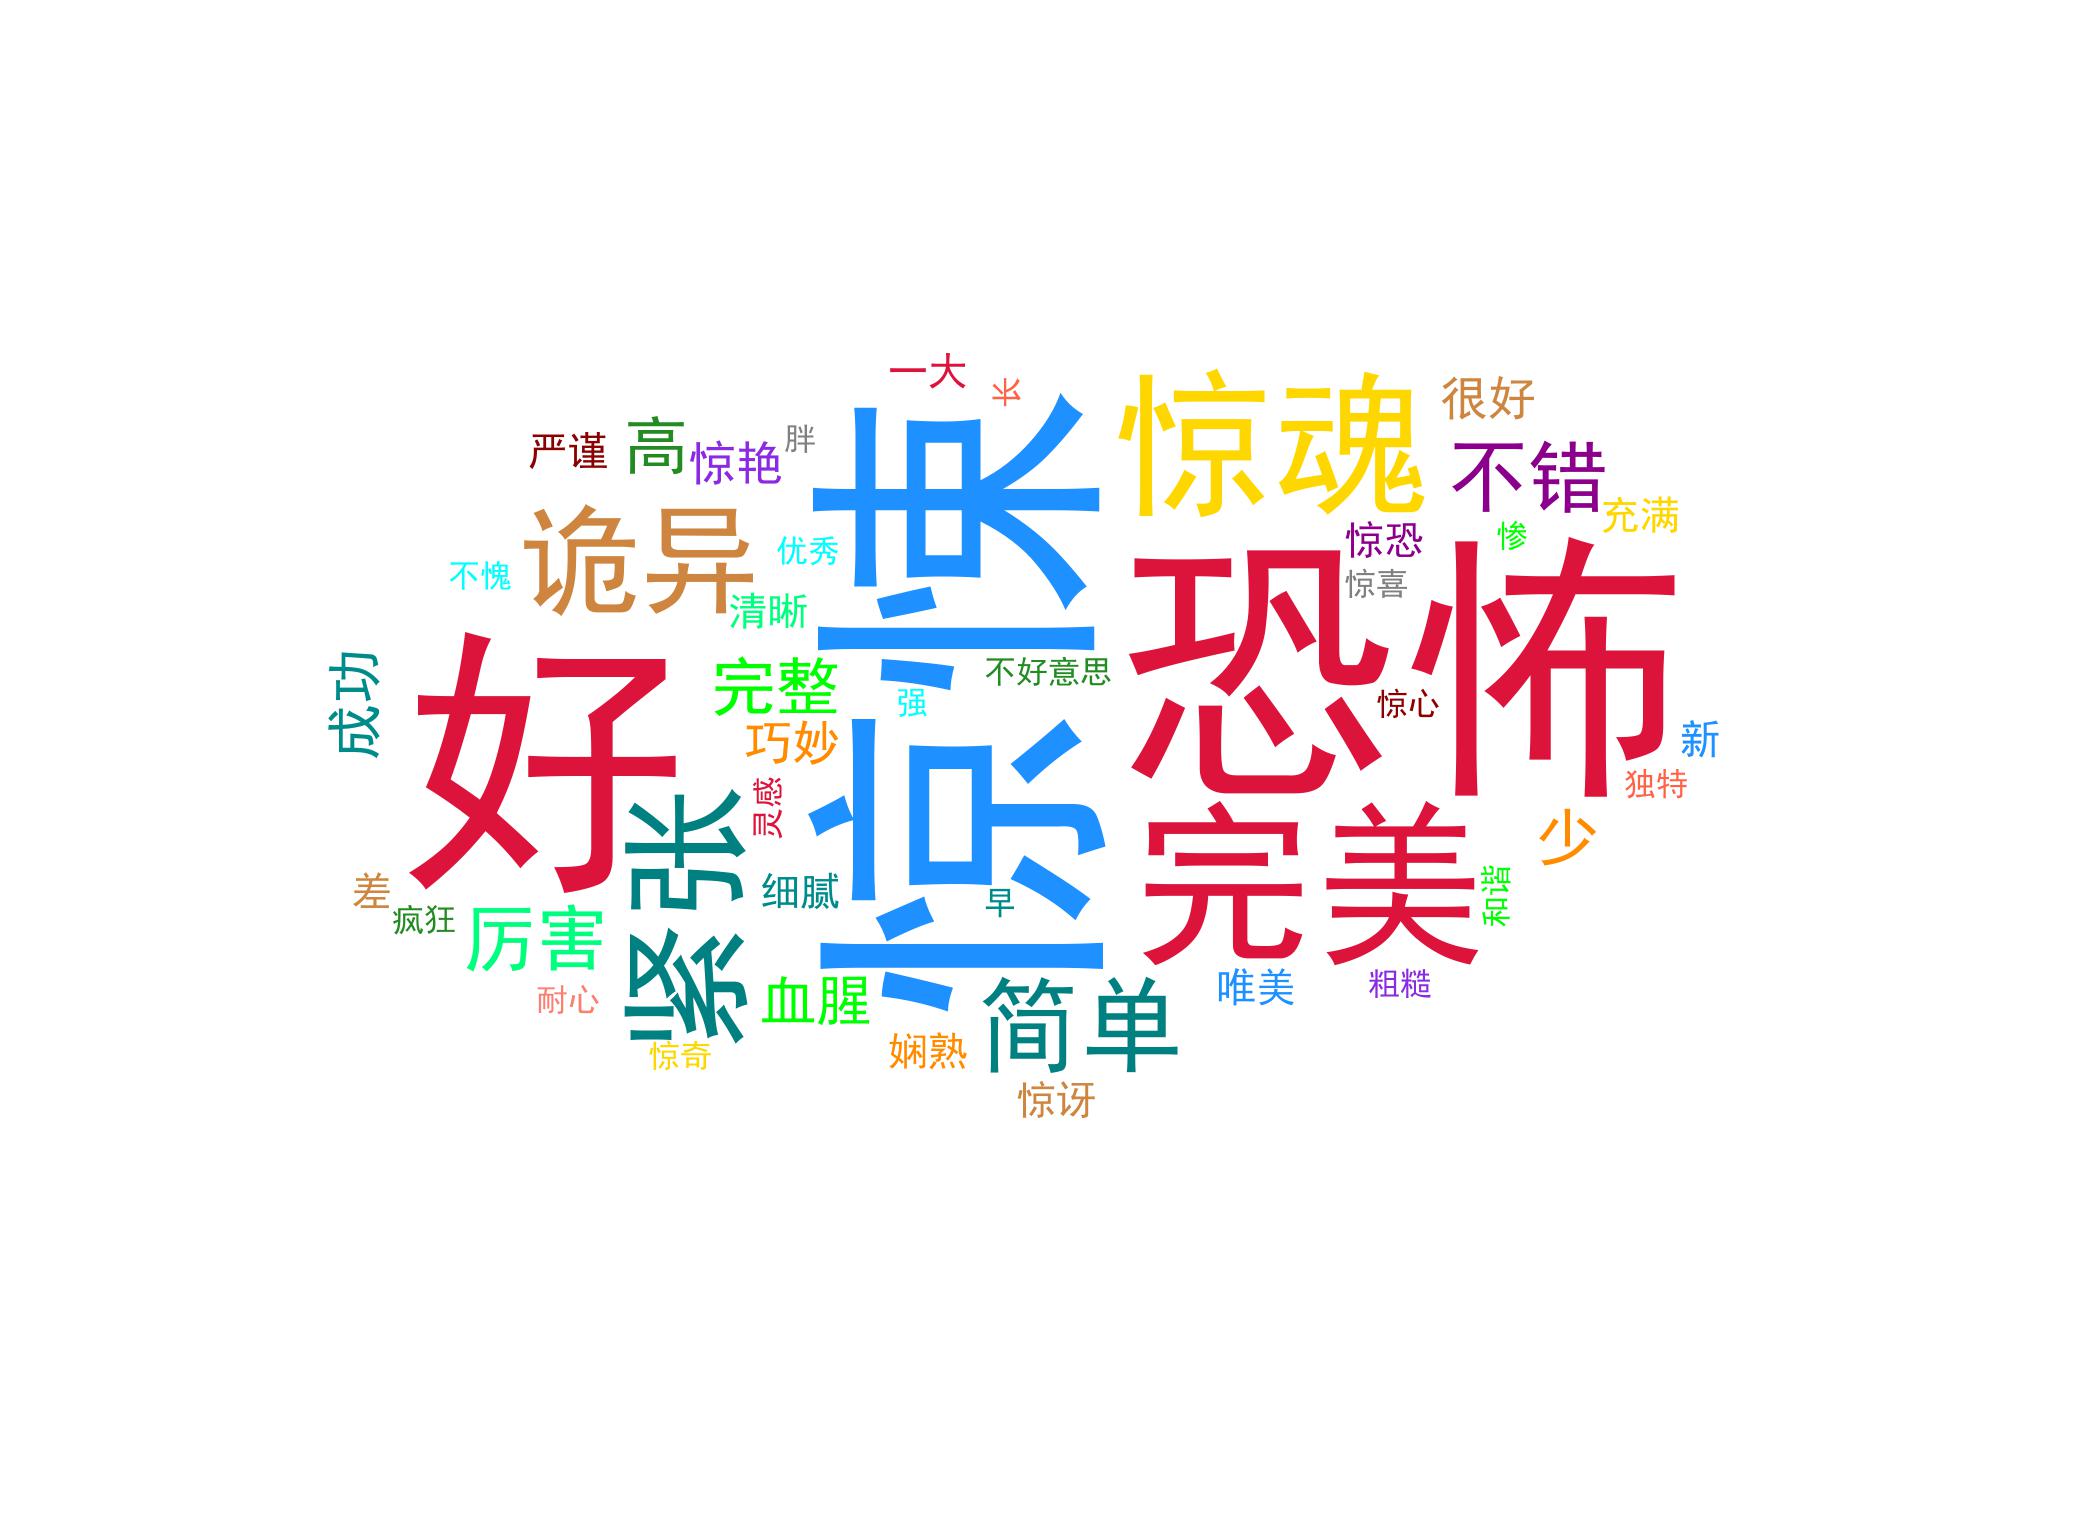 一大
长
惊魂
很好
严谨
高
惊艳
胖
不错
充满
惊悚
诡异
优秀
惊恐
惨
不愧
清晰
惊喜
恐怖
成功
好
完整
不好意思
强
惊心
巧妙
新
独特
灵感
紧张
完美
少
差
疯狂
细腻
早
和谐
厉害
耐心
血腥
简单
唯美
粗糙
惊奇
娴熟
惊讶